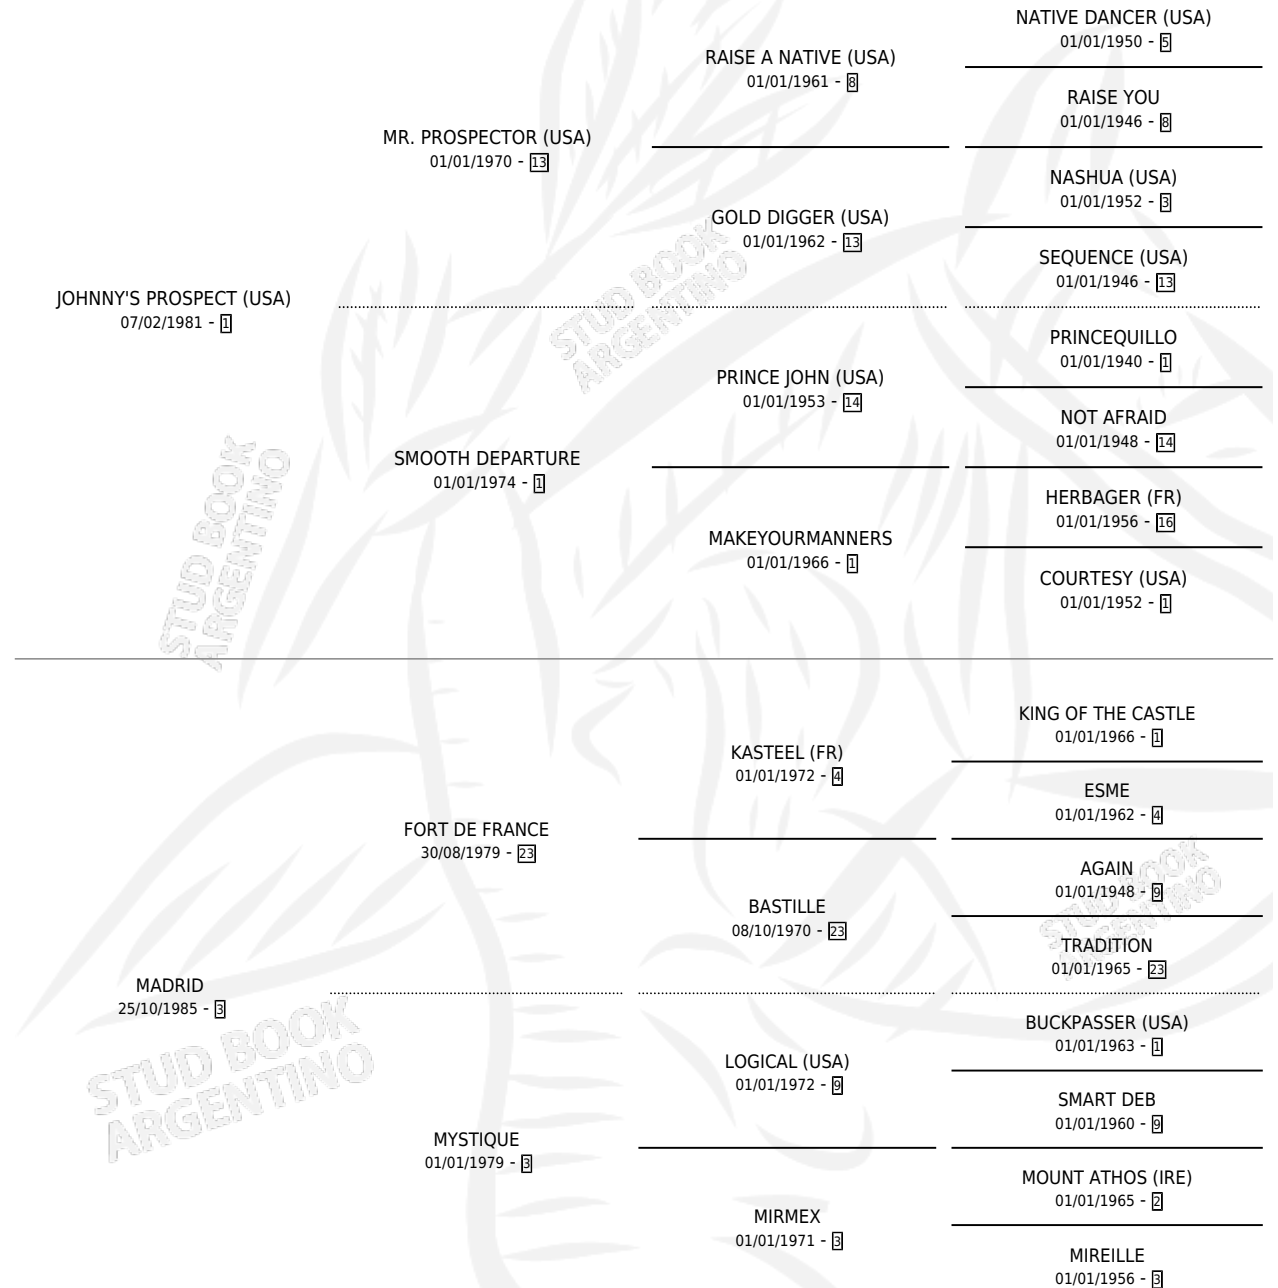 NATIVE DANCER (USA)
01/01/1950 - 5
RAISE A NATIVE (USA)
01/01/1961 - 8
RAISE YOU
01/01/1946 - 8
MR. PROSPECTOR (USA)
01/01/1970 - 13
NASHUA (USA)
01/01/1952 - 3
GOLD DIGGER (USA)
01/01/1962 - 13
SEQUENCE (USA)
01/01/1946 - 13
JOHNNY'S PROSPECT (USA)
07/02/1981 - 1
PRINCEQUILLO
01/01/1940 - 1
PRINCE JOHN (USA)
01/01/1953 - 14
NOT AFRAID
01/01/1948 - 14
SMOOTH DEPARTURE
01/01/1974 - 1
HERBAGER (FR)
01/01/1956 - 16
MAKEYOURMANNERS
01/01/1966 - 1
COURTESY (USA)
01/01/1952 - 1
KING OF THE CASTLE
01/01/1966 - 1
KASTEEL (FR)
01/01/1972 - 4
ESME
01/01/1962 - 4
FORT DE FRANCE
30/08/1979 - 23
AGAIN
01/01/1948 - 9
BASTILLE
08/10/1970 - 23
TRADITION
01/01/1965 - 23
MADRID
25/10/1985 - 3
BUCKPASSER (USA)
01/01/1963 - 1
LOGICAL (USA)
01/01/1972 - 9
SMART DEB
01/01/1960 - 9
MYSTIQUE
01/01/1979 - 3
MOUNT ATHOS (IRE)
01/01/1965 - 2
MIRMEX
01/01/1971 - 3
MIREILLE
01/01/1956 - 3
STUD BOOK
ARGENTINO
STUD BOOK
ARGENTINO
STUD BOOK
ARGENTINO
STUD BOOK
ARGENTINO